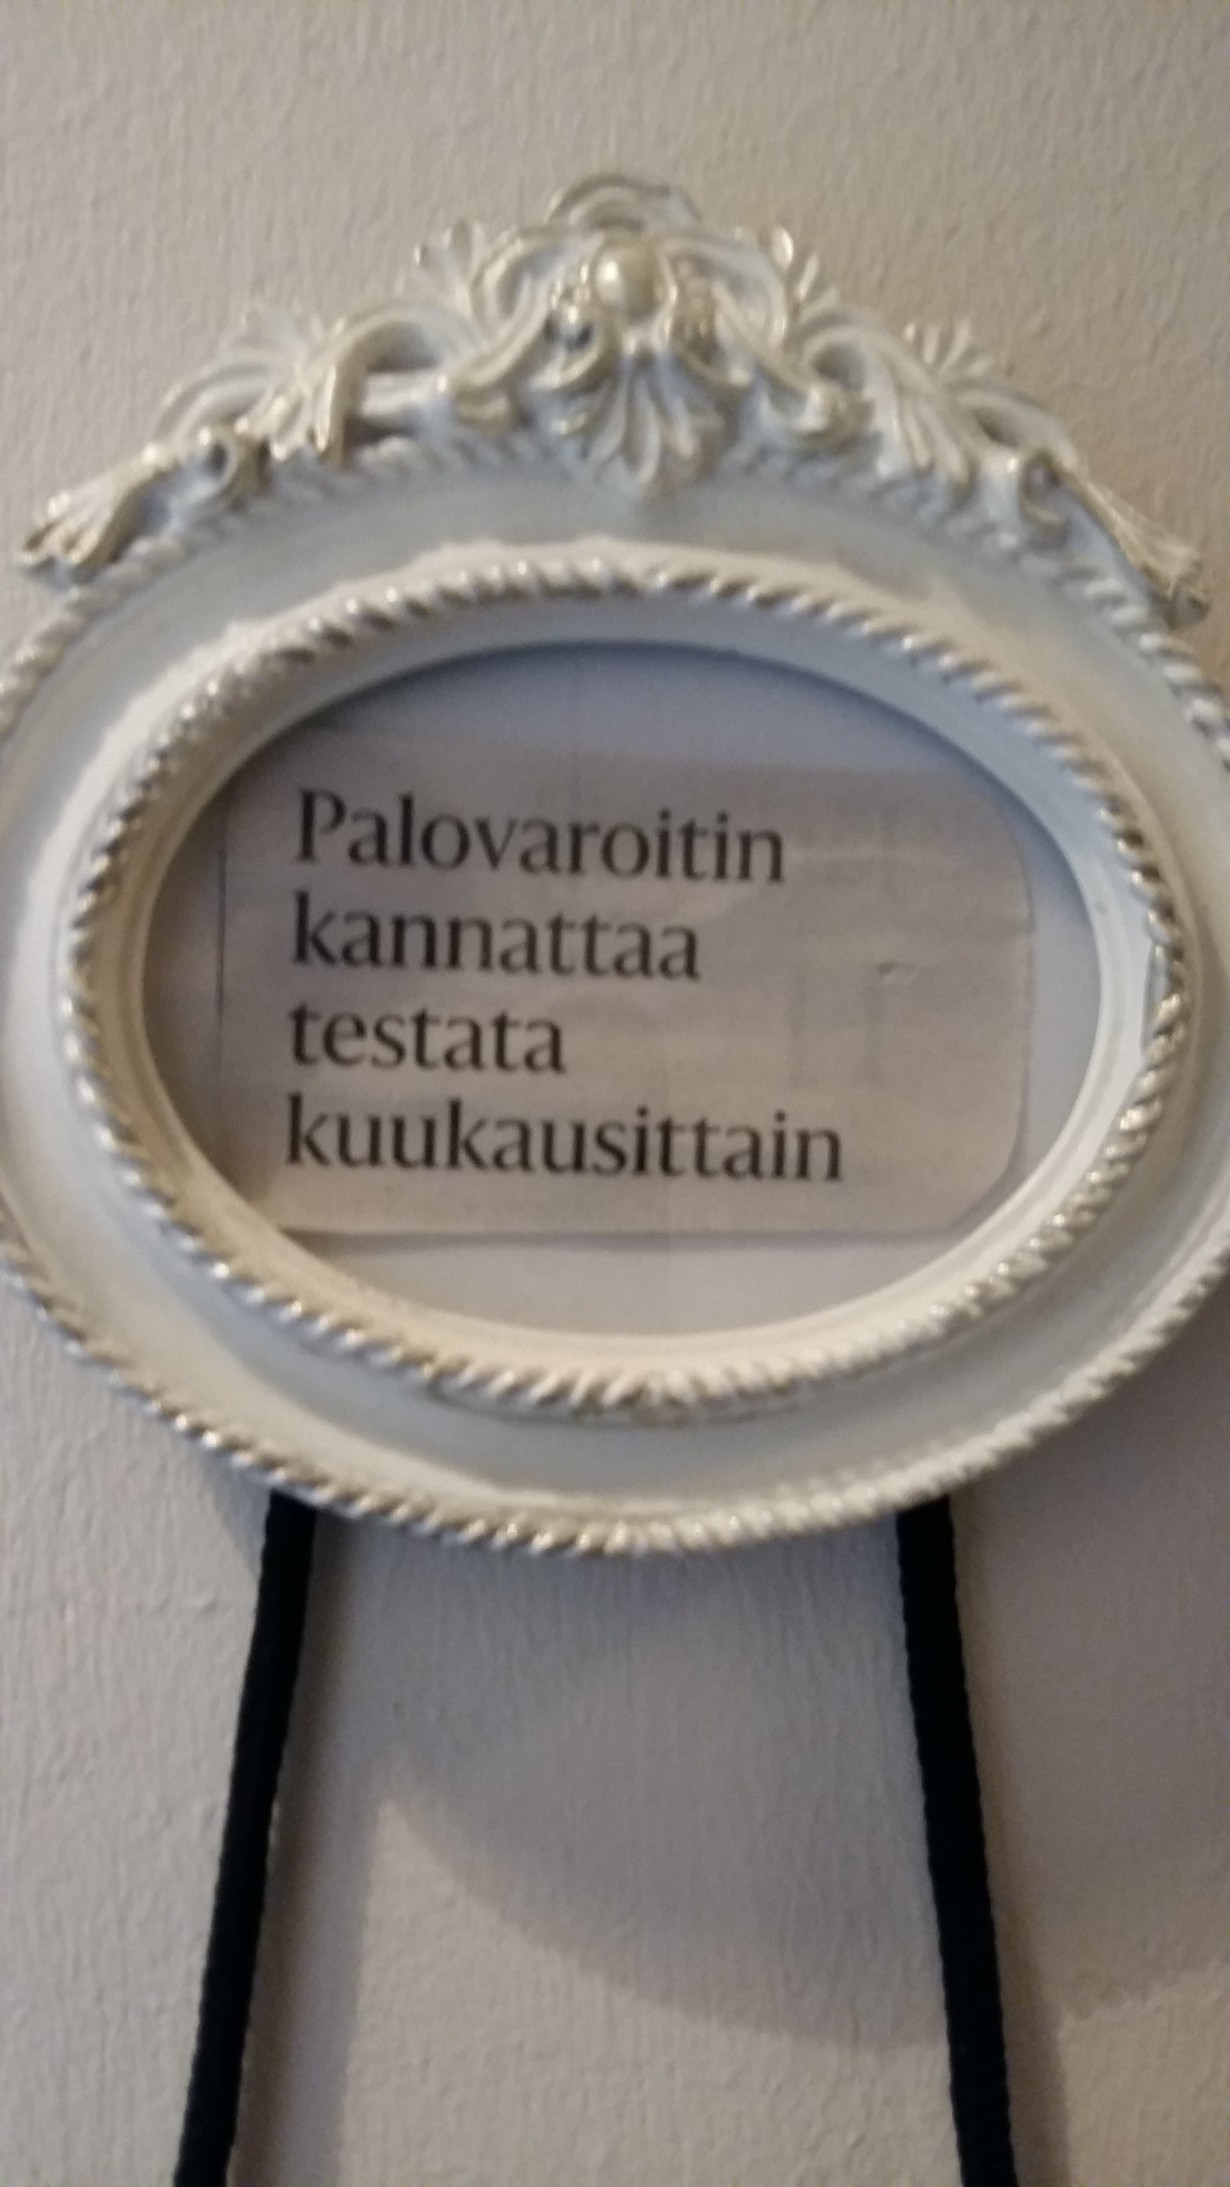 Palovaroitin
kannattaa
testata
kuukausittain